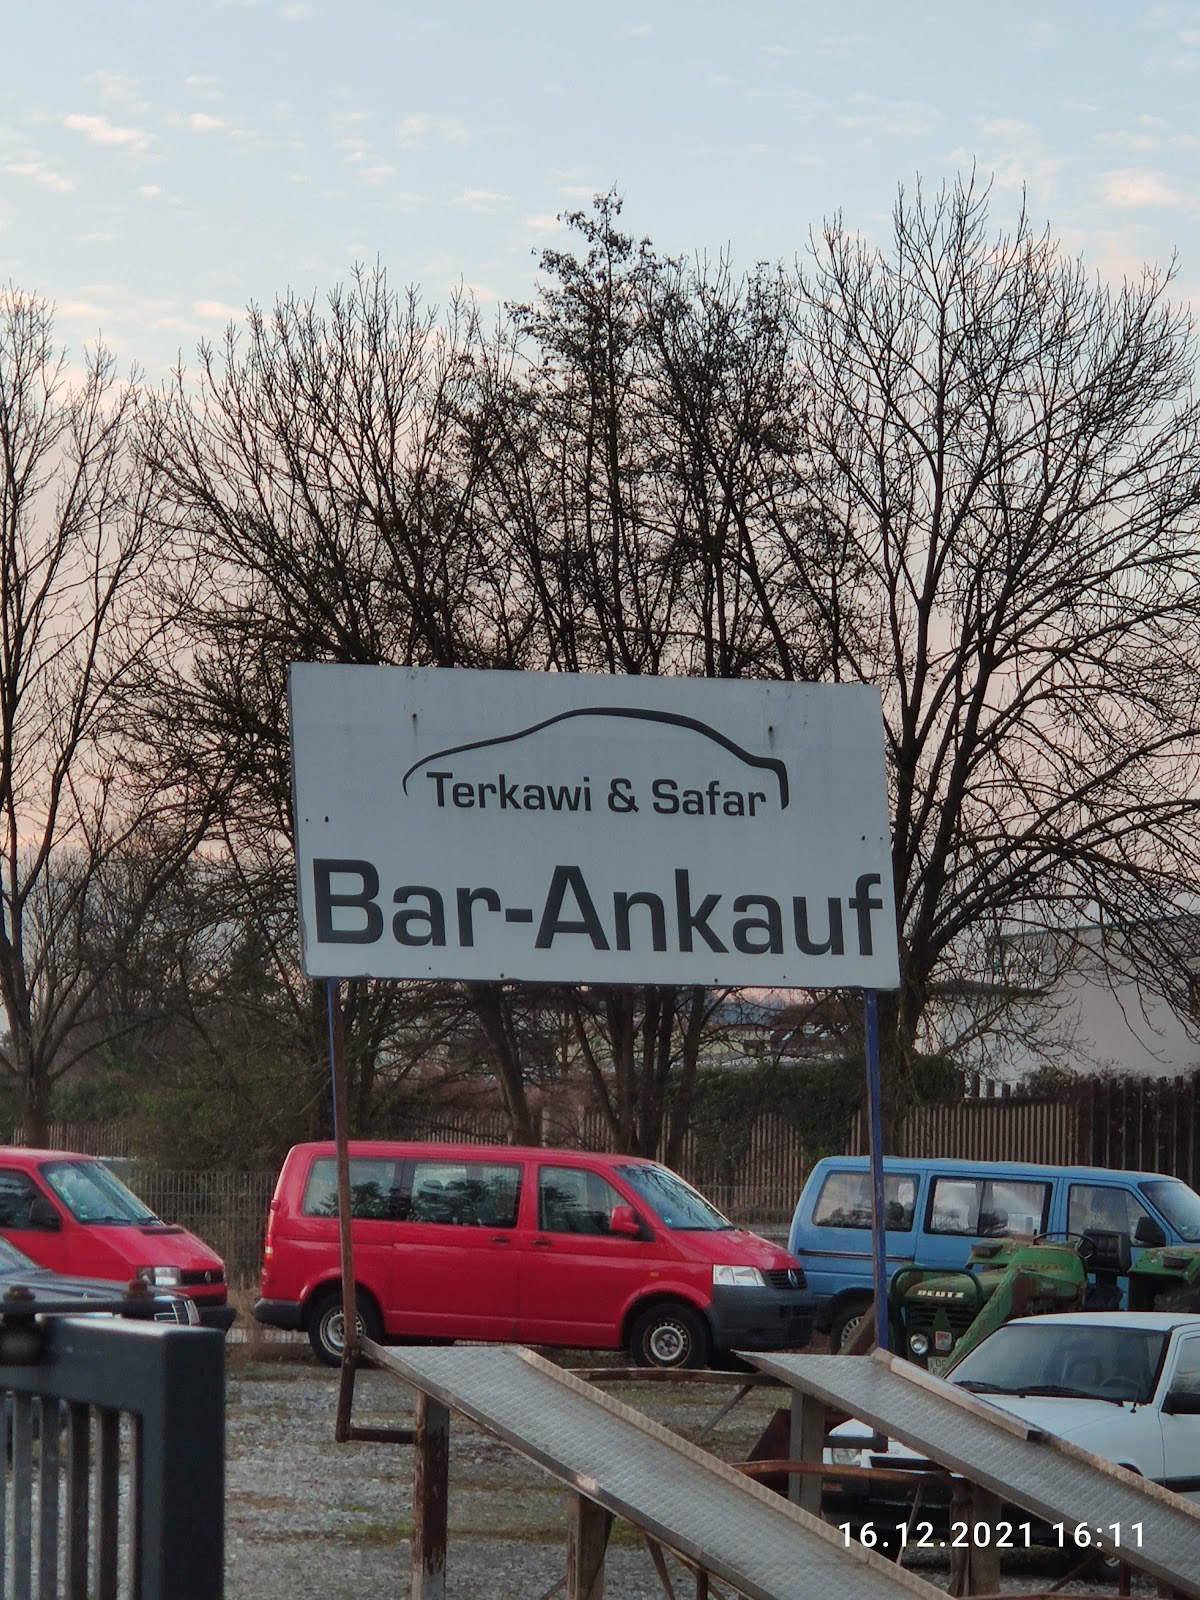 Terkawi & Safar
Bar-Ankauf
DEUTZ
16.12.2021 16:11